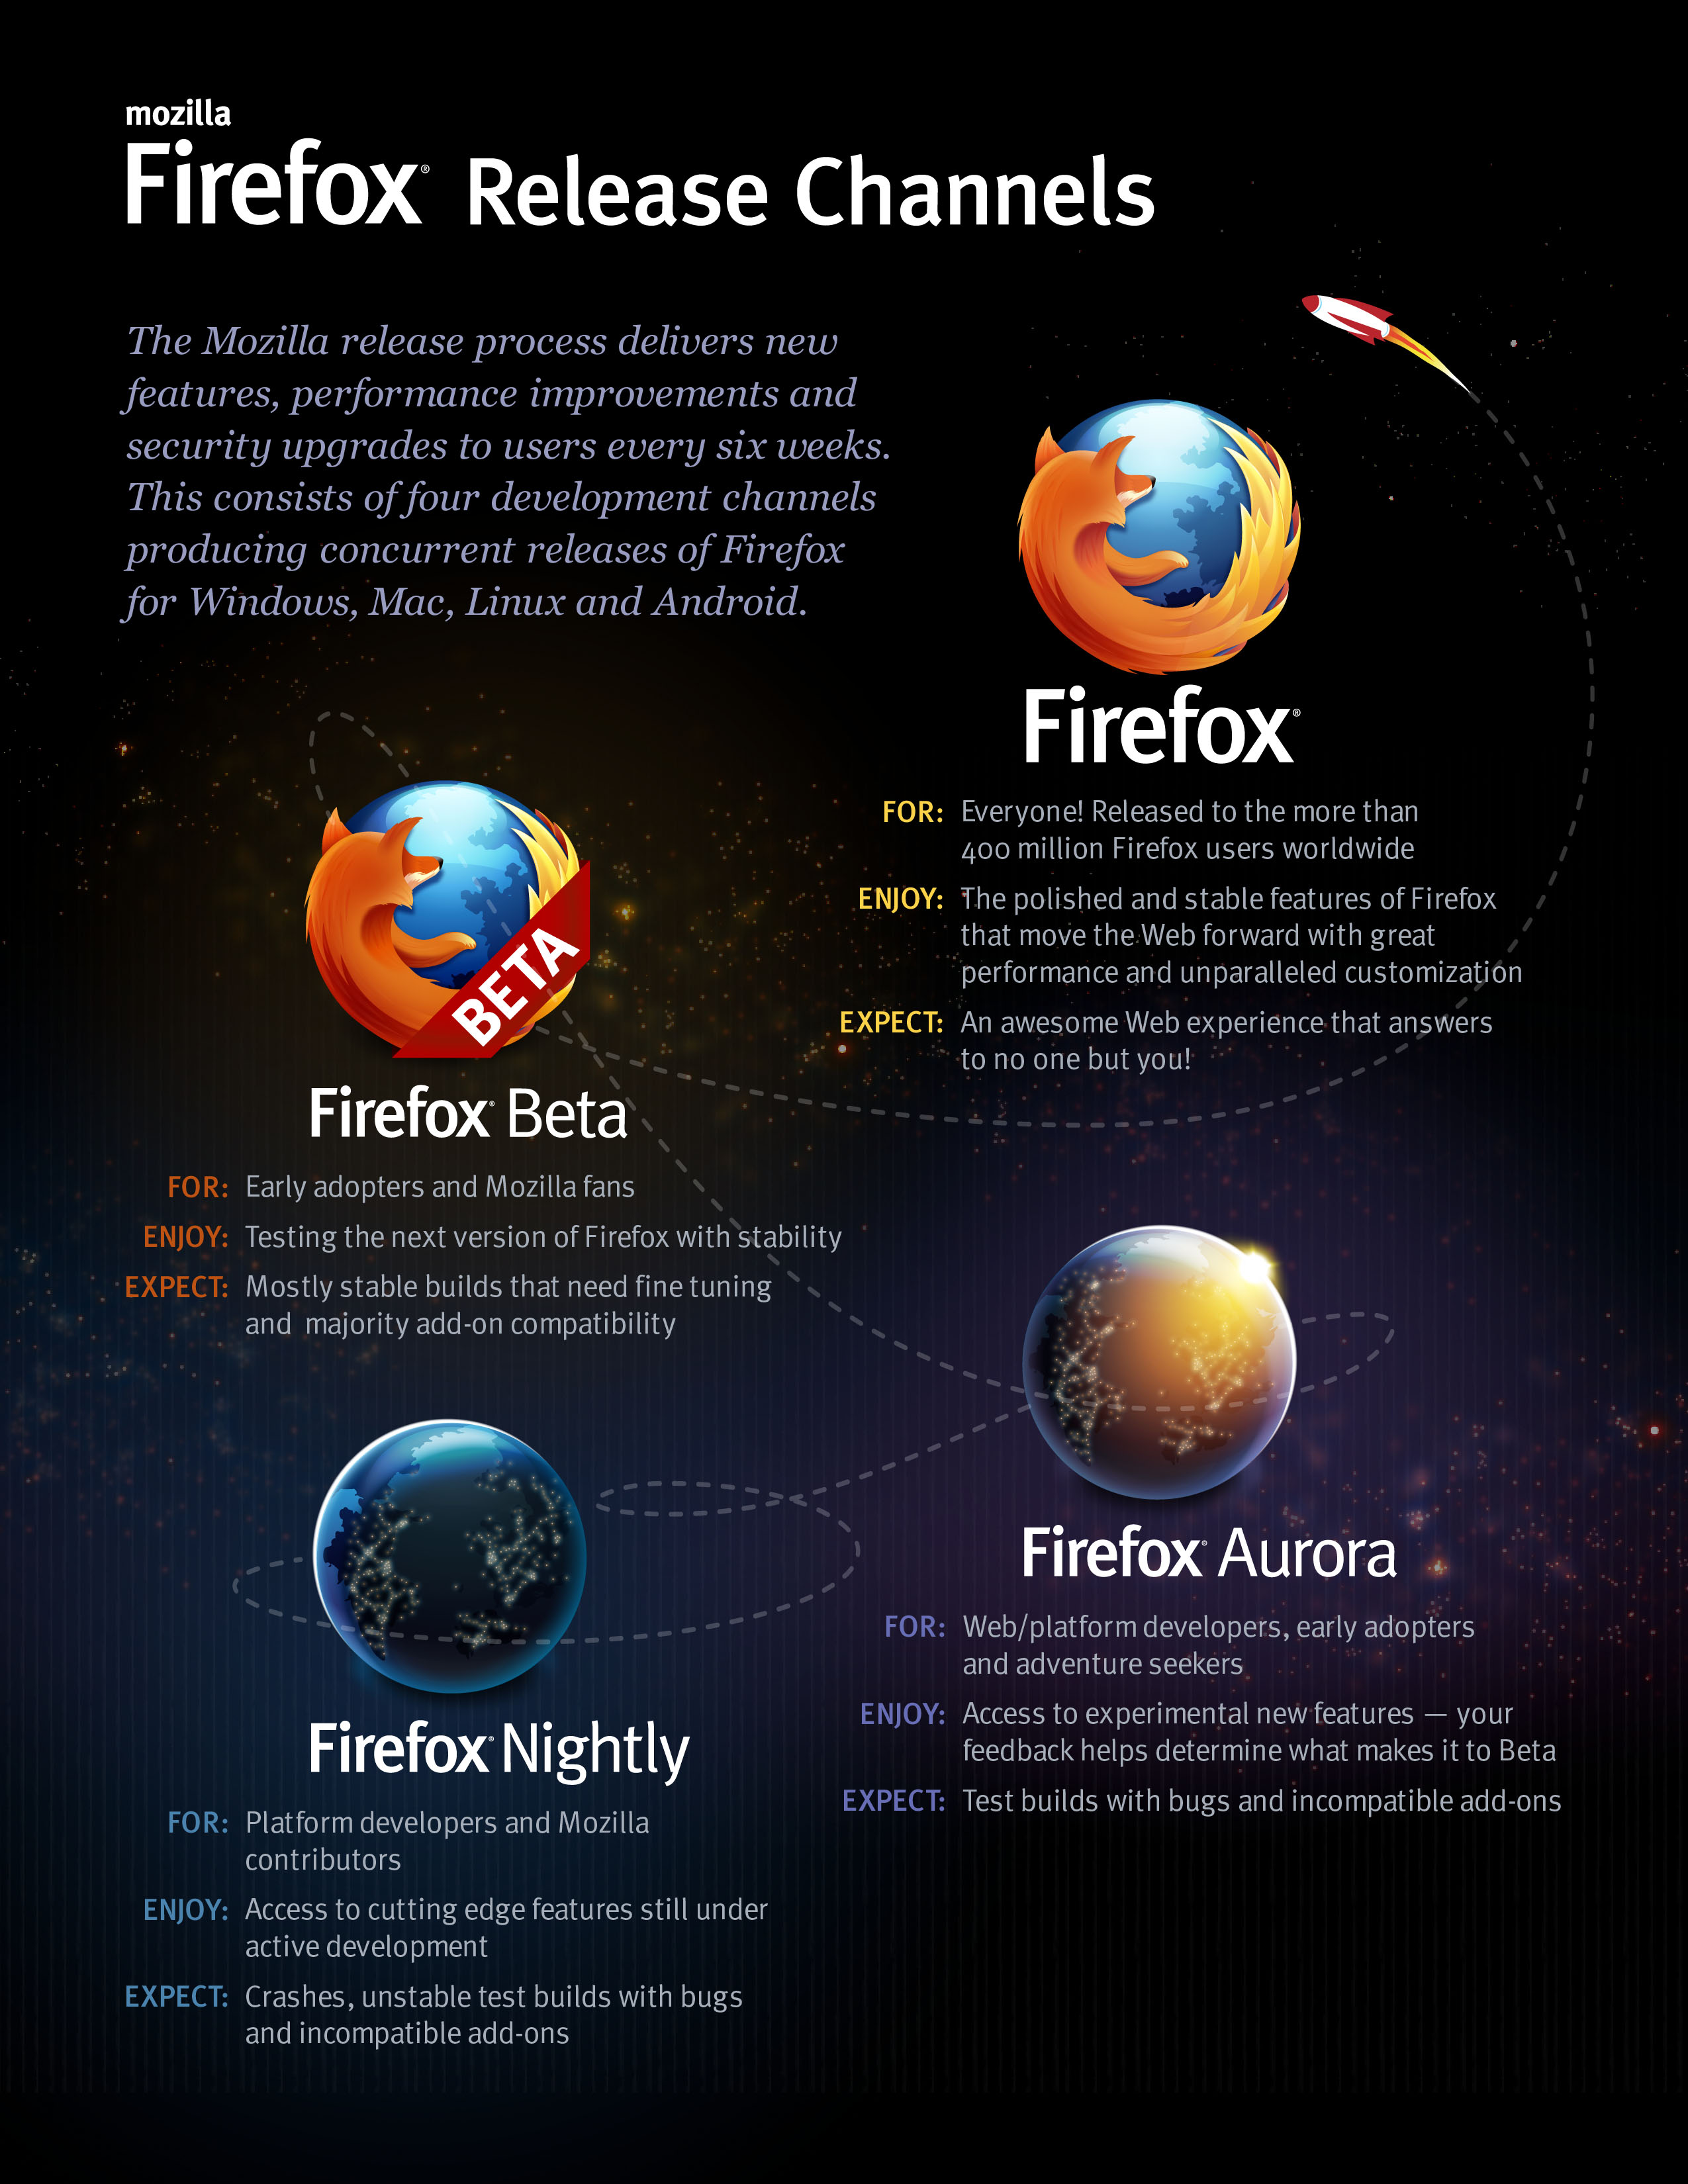 mozilla
Firefox® Release Channels
The Mozilla release process delivers new
features, performance improvements and
security upgrades to users every six weeks.
This consists of four development channels
producing concurrent releases of Firefox
for Windows, Mac, Linux and Android.
Firefox®
FOR: Everyone! Released to the more than
400 million Firefox users worldwide
ENJOY: The polished and stable features of Firefox
that move the Web forward with great
performance and unparalleled customization
EXPECT: An awesome Web experience that answers
to no one but you!
BETA
Firefox® Beta
FOR: Early adopters and Mozilla fans
ENJOY: Testing the next version of Firefox with stability
EXPECT: Mostly stable builds that need fine tuning
and majority add-on compatibility
Firefox® Aurora
FOR: Web/platform developers, early adopters
and adventure seekers
ENJOY: Access to experimental new features — your
feedback helps determine what makes it to Beta
EXPECT: Test builds with bugs and incompatible add-ons
Firefox® Nightly
FOR: Platform developers and Mozilla
contributors
ENJOY: Access to cutting edge features still under
active development
EXPECT: Crashes, unstable test builds with bugs
and incompatible add-ons